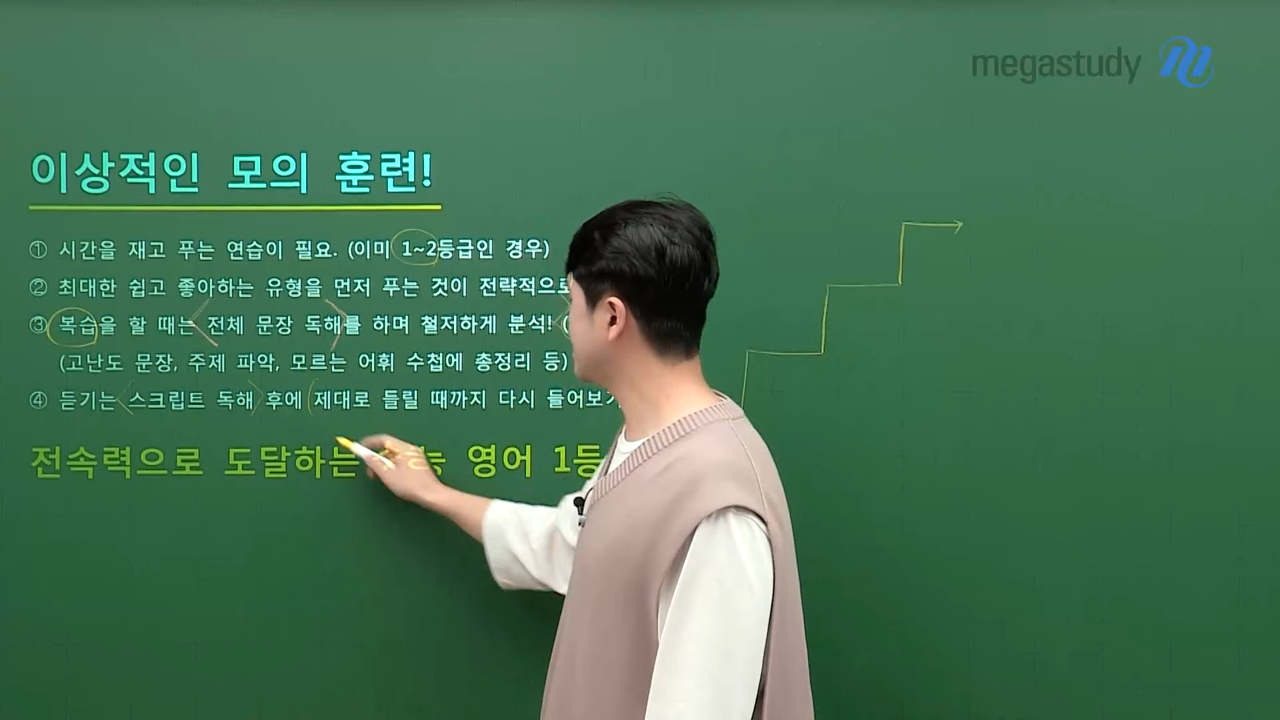 megastudy
이상적인 모의 훈련!
① 시간을 재고 푸는 연습이 필요. (이미 1~2등급인 경우)
② 최대한 쉽고 좋아하는 유형을 먼저 푸는 것이 전략적으로
③ 복습을 할 때는 전체 문장 독해를 하며 철저하게 분석! (
(고난도 문장, 주제 파악, 모르는 어휘 수첩에 총정리 등)
④ 듣기는 스크립트 독해 후에 제대로 들릴 때까지 다시 들어보기
전속력으로 도달하는 영어 1등